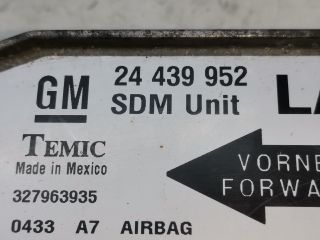 GM 24 439 952
SDM Unit LA
TEMIC
Made in Mexico
VORNE
FORWA
327963935
0433 A7 AIRBAG